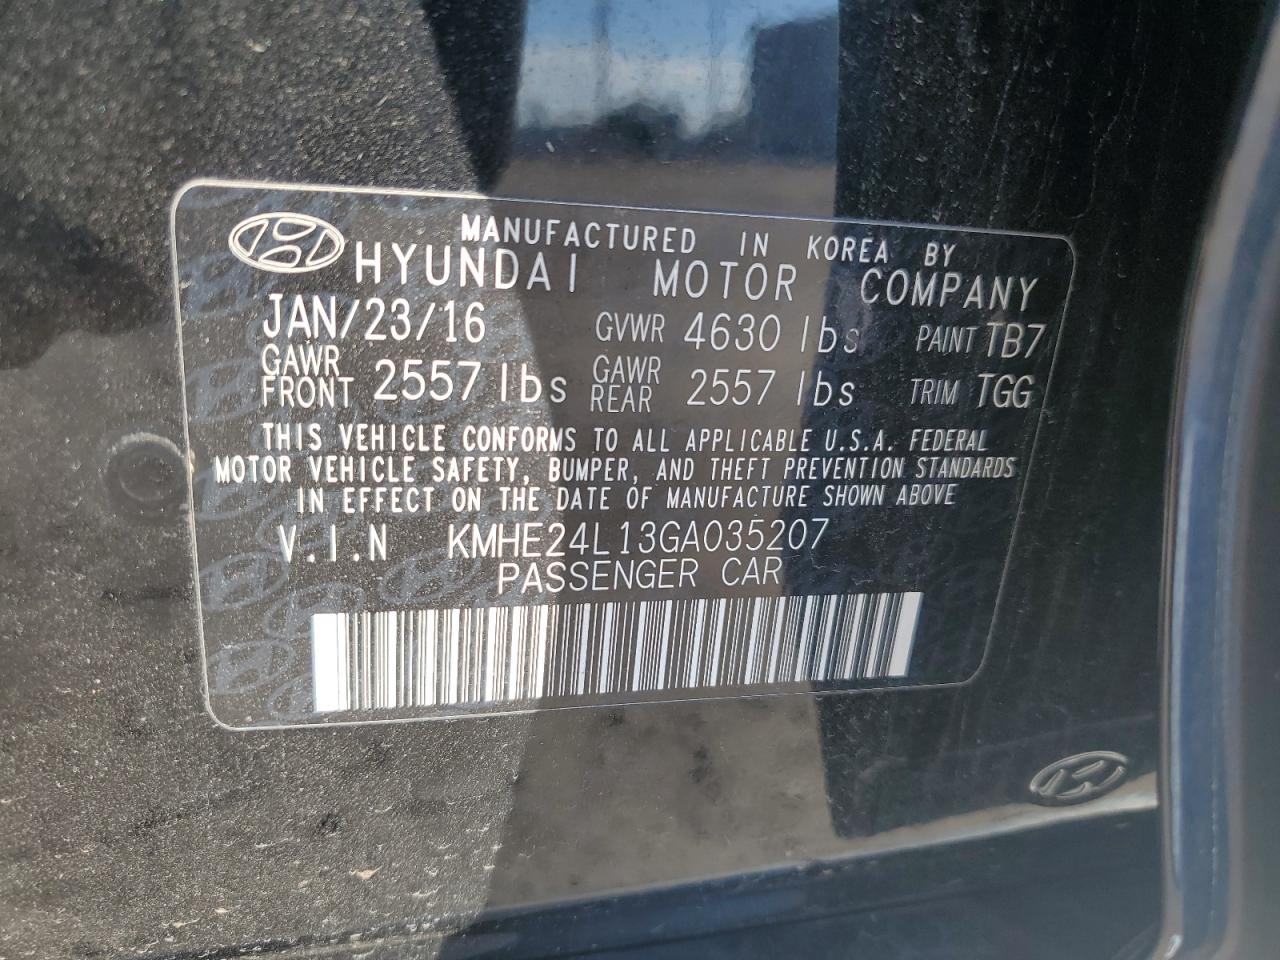 MANUFACTURED IN KOREA BY
HYUNDAI MOTOR COMPANY
JAN/23/16 GVWR 4630 lbs PAINT TB7
GAWR FRONT 2557 lbs GAWR REAR 2557 lbs TRIM TGG
THIS VEHICLE CONFORMS TO ALL APPLICABLE U.S.A. FEDERAL
MOTOR VEHICLE SAFETY, BUMPER, AND THEFT PREVENTION STANDARDS
IN EFFECT ON THE DATE OF MANUFACTURE SHOWN ABOVE
V.I.N KMHE24L13GA035207
PASSENGER CAR